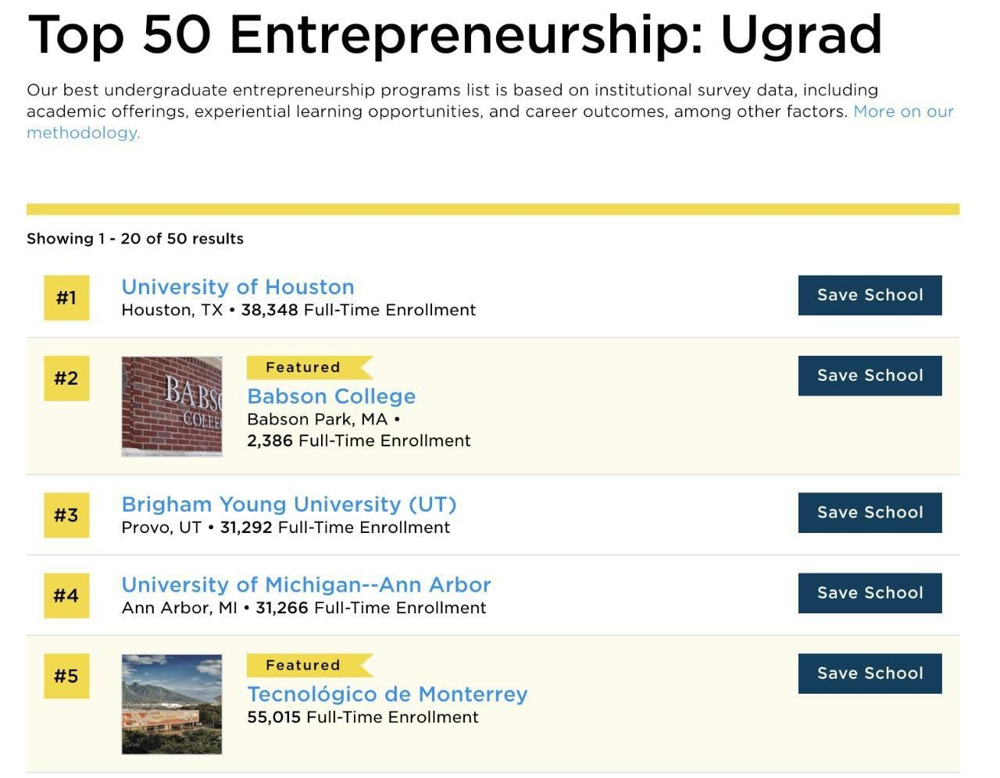 Top 50 Entrepreneurship: Ugrad
Our best undergraduate entrepreneurship programs list is based on institutional survey data, including
academic offerings, experiential learning opportunities, and career outcomes, among other factors. More on our
methodology.
Showing 1 - 20 of 50 results
#1
University of Houston
Houston, TX • 38,348 Full-Time Enrollment
Save School
#2
BABS
COLLE
Featured
Babson College
Babson Park, MA •
2,386 Full-Time Enrollment
Save School
#3
Brigham Young University (UT)
Provo, UT • 31,292 Full-Time Enrollment
Save School
#4
University of Michigan--Ann Arbor
Ann Arbor, MI • 31,266 Full-Time Enrollment
Save School
#5
Featured
Tecnológico de Monterrey
55,015 Full-Time Enrollment
Save School